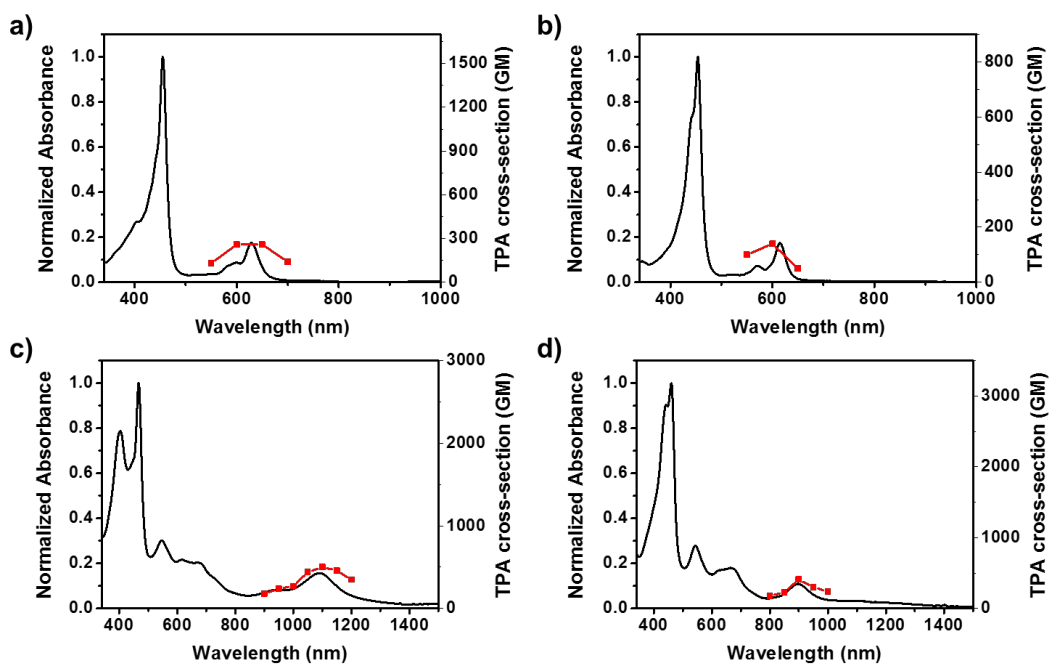 a)
1.0
0.8
0.6
0.4
0.2
0.0
Normalized Absorbance
400 600 800 1000
Wavelength (nm)
1500
1200
900
600
300
0
TPA cross-section (GM)
b)
1.0
0.8
0.6
0.4
0.2
0.0
Normalized Absorbance
400 600 800 1000
Wavelength (nm)
800
600
400
200
0
TPA cross-section (GM)
c)
1.0
0.8
0.6
0.4
0.2
0.0
Normalized Absorbance
400 600 800 1000 1200 1400
Wavelength (nm)
3000
2000
1000
0
TPA cross-section (GM)
d)
1.0
0.8
0.6
0.4
0.2
0.0
Normalized Absorbance
400 600 800 1000 1200 1400
Wavelength (nm)
3000
2000
1000
0
TPA cross-section (GM)